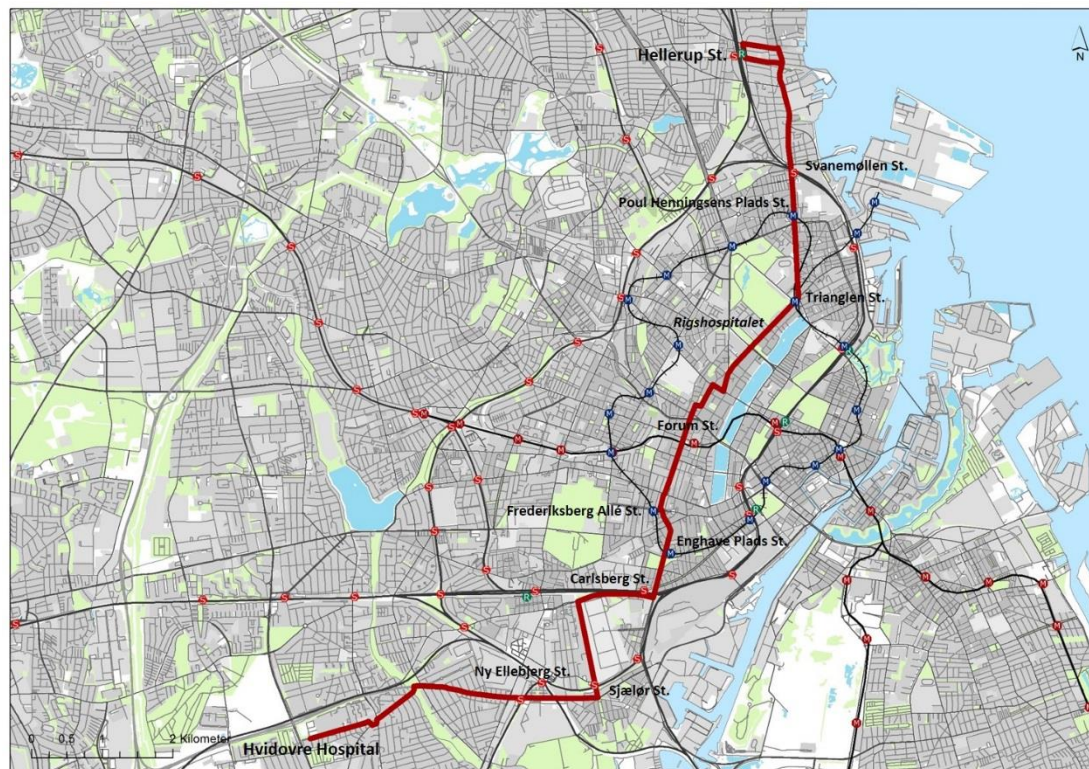 Hellerup St.
N
Svanemøllen St.
Poul Henningsens Plads St.
Trianglen St.
Rigshospitalet
Forum St.
Frederiksberg Allé St.
Enghave Plads St.
Carlsberg St.
Ny Ellebjerg St.
Sjælør St.
Hvidovre Hospital
0 0.5 1 2 Kilometer